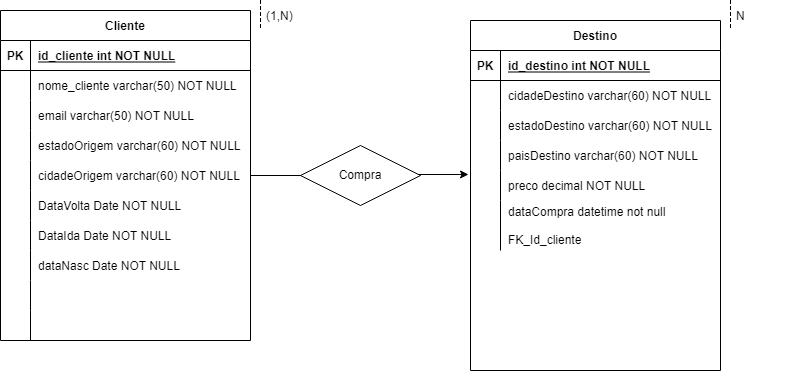 Cliente
(1,N)
PK id_cliente int NOT NULL
nome_cliente varchar(50) NOT NULL
email varchar(50) NOT NULL
estadoOrigem varchar(60) NOT NULL
cidadeOrigem varchar(60) NOT NULL
DataVolta Date NOT NULL
DataIda Date NOT NULL
dataNasc Date NOT NULL
Compra
Destino
N
PK id_destino int NOT NULL
cidadeDestino varchar(60) NOT NULL
estadoDestino varchar(60) NOT NULL
paisDestino varchar(60) NOT NULL
preco decimal NOT NULL
dataCompra datetime not null
FK_Id_cliente